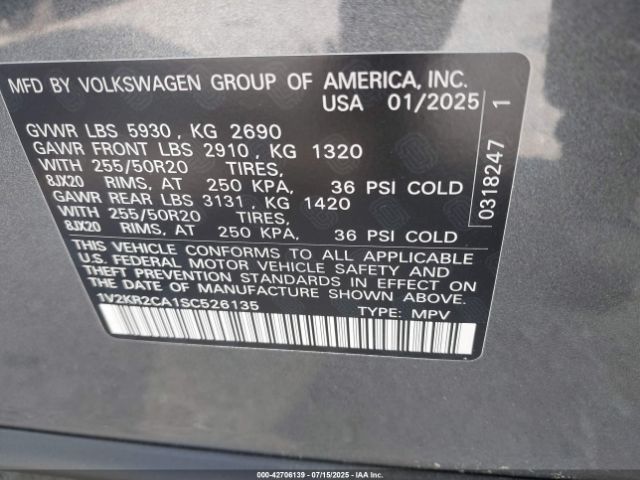 MFD BY VOLKSWAGEN GROUP OF AMERICA, INC.
USA 01/2025
GVWR LBS 5930 , KG 2690
GAWR FRONT LBS 2910 , KG 1320
WITH 255/50R20 TIRES,
8JX20 RIMS, AT 250 KPA, 36 PSI COLD
GAWR REAR LBS 3131 , KG 1420
WITH 255/50R20 TIRES,
8JX20 RIMS, AT 250 KPA, 36 PSI COLD
THIS VEHICLE CONFORMS TO ALL APPLICABLE
U.S. FEDERAL MOTOR VEHICLE SAFETY AND
THEFT PREVENTION STANDARDS IN EFFECT ON
THE DATE OF MANUFACTURE SHOWN ABOVE.
1V2KR2CA1SC526135 TYPE: MPV
0318247 1
000-42706139 - 07/15/2025 - IAA Inc.